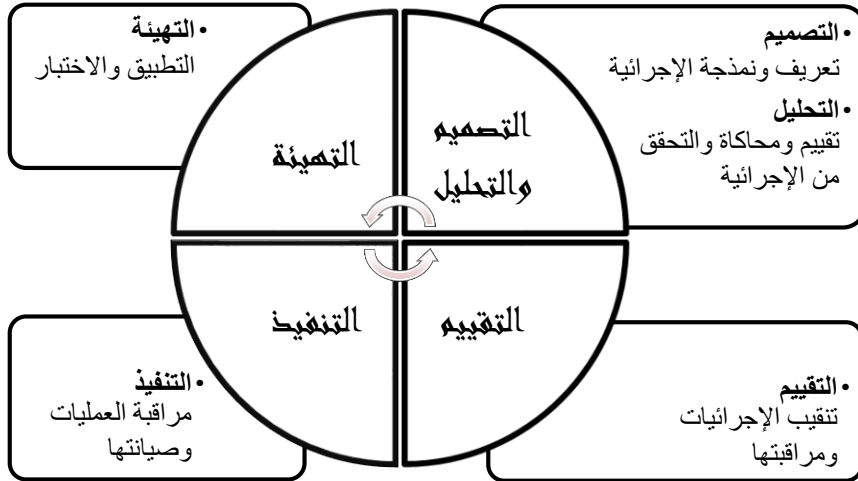 التصميم
تعريف ونمذجة الإجرائية
التحليل
تقييم ومحاكاة والتحقق
من الإجرائية
التهيئة
التطبيق والاختبار
التصميم
والتحليل
التهيئة
التقييم
التنفيذ
التقييم
تنقيب الإجرائيات
ومراقبتها
التنفيذ
مراقبة العمليات
وصيانتها